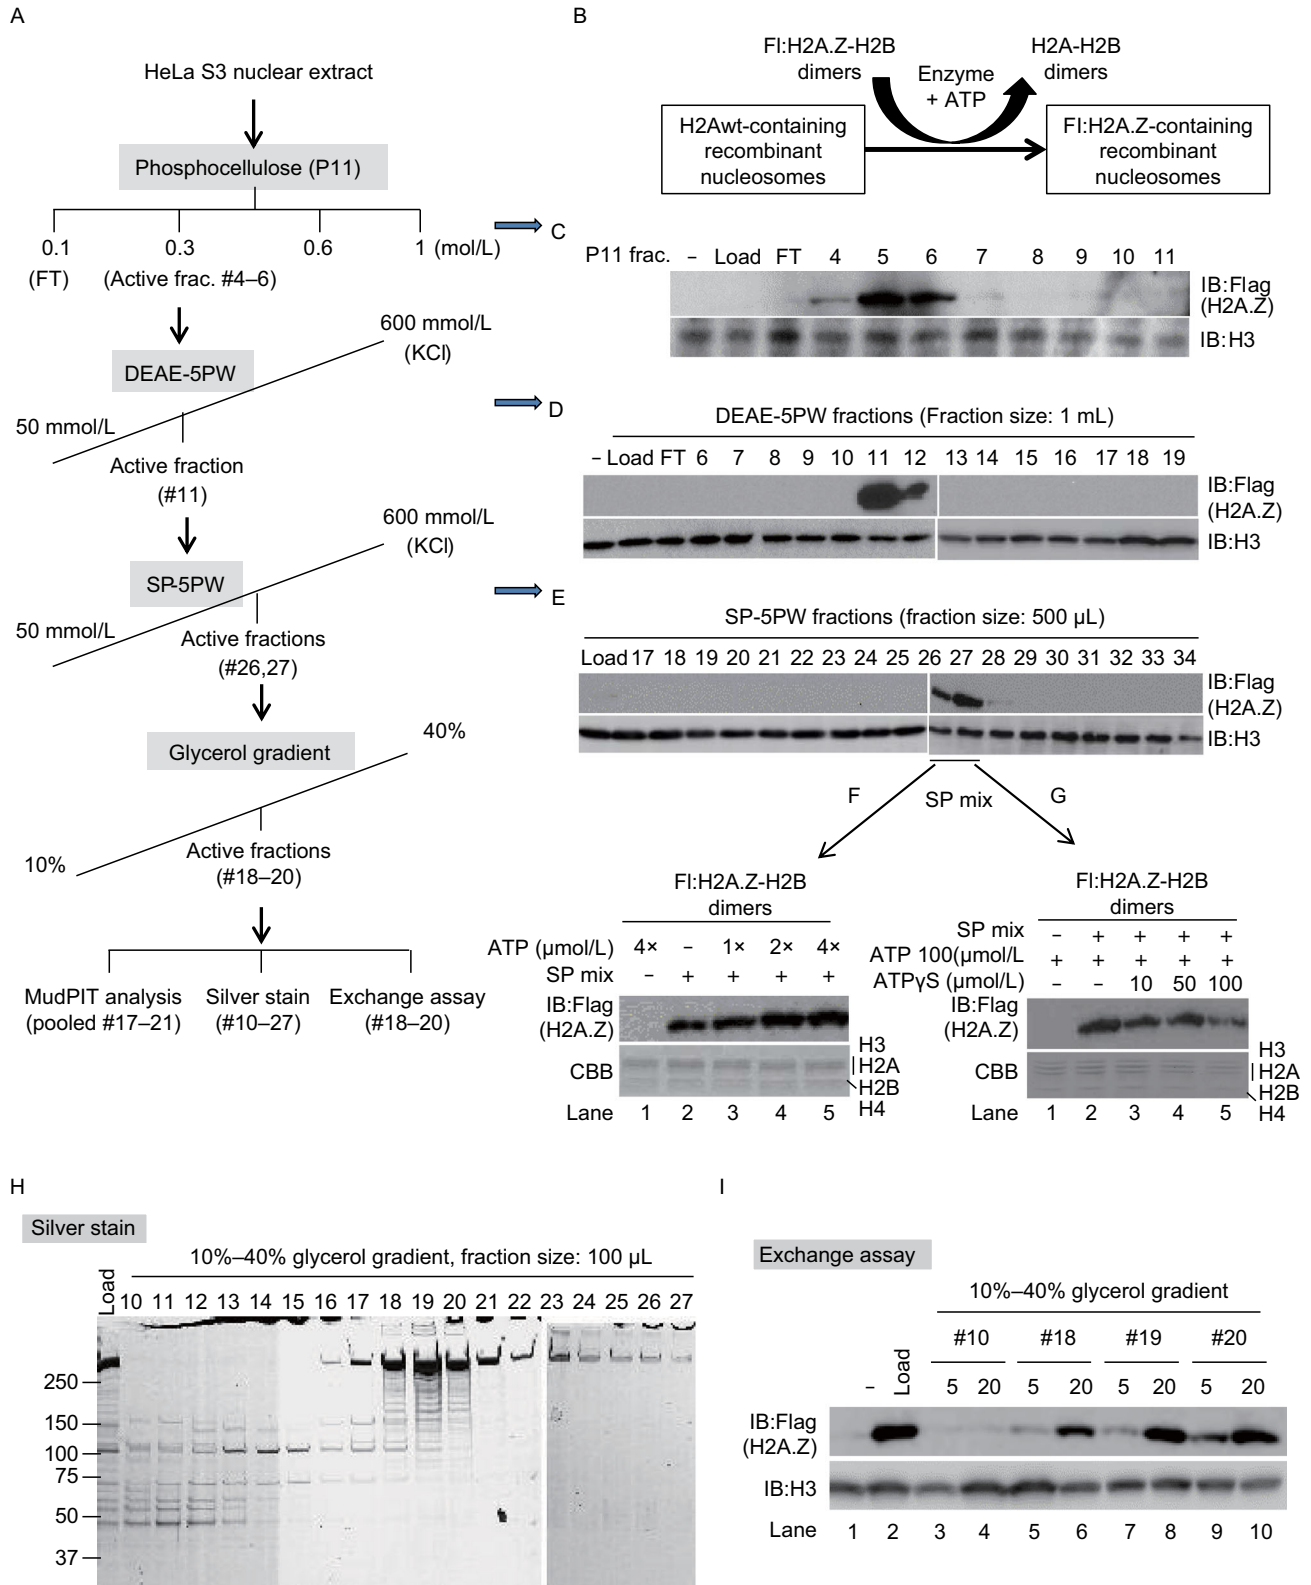 A
HeLa S3 nuclear extract
Phosphocellulose (P11)
0.1 0.3 0.6 1 (mol/L)
(FT) (Active frac. #4–6)
600 mmol/L
(KCl)
DEAE-5PW
50 mmol/L
Active fraction
(#11)
600 mmol/L
(KCl)
SP-5PW
50 mmol/L
Active fractions
(#26,27)
40%
Glycerol gradient
10%
Active fractions
(#18–20)
MudPIT analysis Silver stain Exchange assay
(pooled #17–21) (#10–27) (#18–20)
B
Fl:H2A.Z-H2B
dimers
Enzyme
+ ATP
H2A-H2B
dimers
H2Awt-containing
recombinant
nucleosomes
Fl:H2A.Z-containing
recombinant
nucleosomes
C
P11 frac. – Load FT 4 5 6 7 8 9 10 11
IB:Flag
(H2A.Z)
IB:H3
D
DEAE-5PW fractions (Fraction size: 1 mL)
– Load FT 6 7 8 9 10 11 12 13 14 15 16 17 18 19
IB:Flag
(H2A.Z)
IB:H3
E
SP-5PW fractions (fraction size: 500 µL)
Load 17 18 19 20 21 22 23 24 25 26 27 28 29 30 31 32 33 34
IB:Flag
(H2A.Z)
IB:H3
F SP mix G
Fl:H2A.Z-H2B
dimers
ATP (µmol/L) 4× – 1× 2× 4×
SP mix – + + + +
IB:Flag
(H2A.Z)
CBB
H3
H2A
H2B
H4
Lane 1 2 3 4 5
Fl:H2A.Z-H2B
dimers
SP mix – + + + +
ATP 100(µmol/L + + + + +
ATPγS (µmol/L) – – 10 50 100
IB:Flag
(H2A.Z)
CBB
H3
H2A
H2B
H4
Lane 1 2 3 4 5
H
Silver stain
10%–40% glycerol gradient, fraction size: 100 µL
Load 10 11 12 13 14 15 16 17 18 19 20 21 22 23 24 25 26 27
250
150
100
75
50
37
I
Exchange assay
10%–40% glycerol gradient
#10 #18 #19 #20
– Load 5 20 5 20 5 20 5 20
IB:Flag
(H2A.Z)
IB:H3
Lane 1 2 3 4 5 6 7 8 9 10